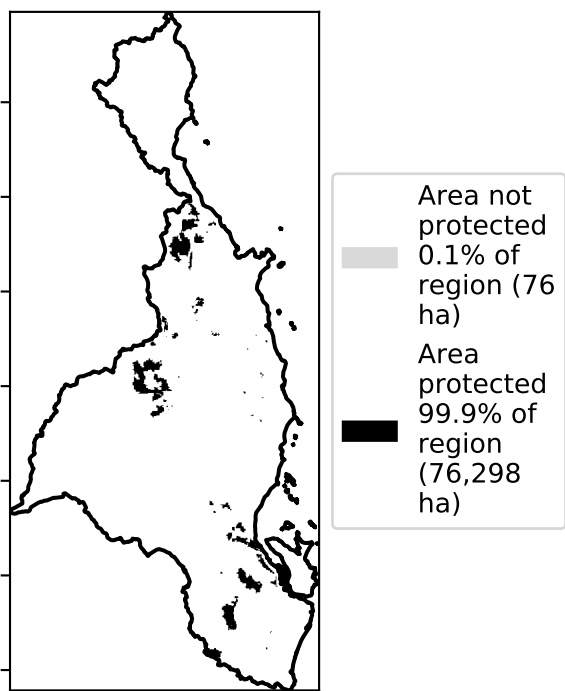 Area not
protected
0.1% of
region (76
ha)
Area
protected
99.9% of
region
(76,298
ha)